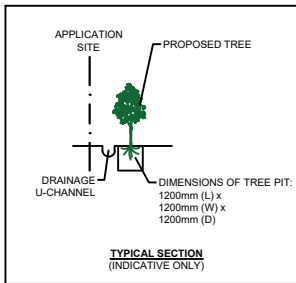 APPLICATION
SITE
PROPOSED TREE
DRAINAGE
U-CHANNEL
DIMENSIONS OF TREE PIT:
1200mm (L) x
1200mm (W) x
1200mm (D)
TYPICAL SECTION
(INDICATIVE ONLY)